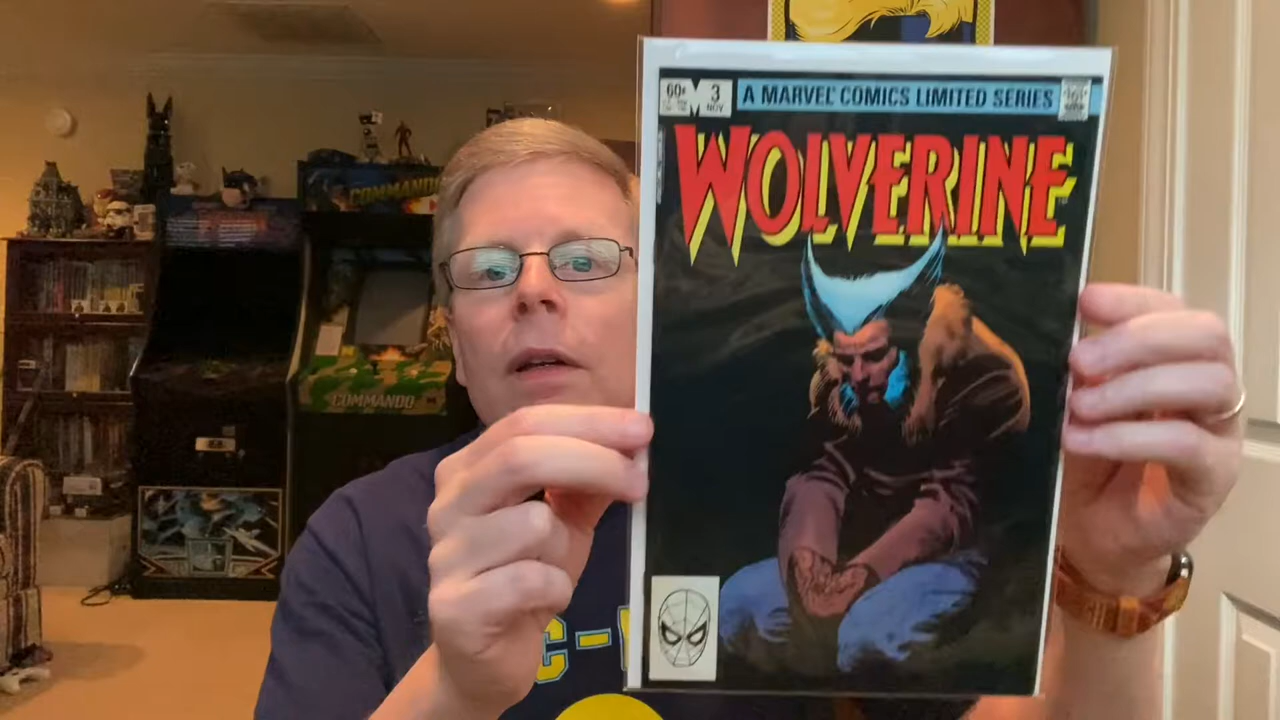 60¢
3
NOV
A MARVEL COMICS LIMITED SERIES
WOLVERINE
COMMANDO
COMMANDO
C-